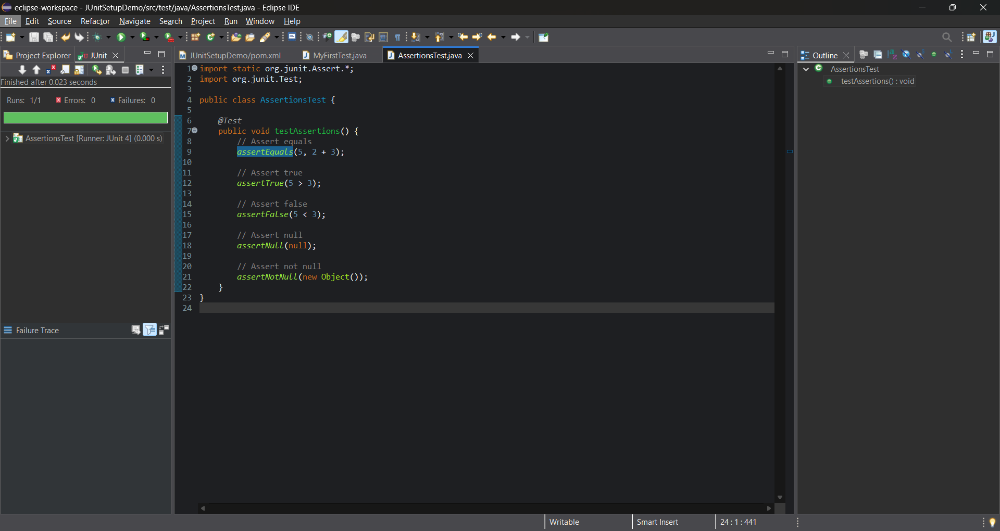 eclipse-workspace - JUnitSetupDemo/src/test/java/AssertionsTest.java - Eclipse IDE
File Edit Source Refactor Navigate Search Project Run Window Help
Project Explorer JUnit
JUnitSetupDemo/pom.xml MyFirstTest.java AssertionsTest.java
Outline
Finished after 0.023 seconds
Runs: 1/1 Errors: 0 Failures: 0
AssertionsTest [Runner: JUnit 4] (0.000 s)
Failure Trace
1 import static org.junit.Assert.*;
2 import org.junit.Test;
3
4 public class AssertionsTest {
5
6 @Test
7 public void testAssertions() {
8 // Assert equals
9 assertEquals(5, 2 + 3);
10
11 // Assert true
12 assertTrue(5 > 3);
13
14 // Assert false
15 assertFalse(5 < 3);
16
17 // Assert null
18 assertNull(null);
19
20 // Assert not null
21 assertNotNull(new Object());
22 }
23 }
24
AssertionsTest
testAssertions() : void
Writable Smart Insert 24 : 1 : 441